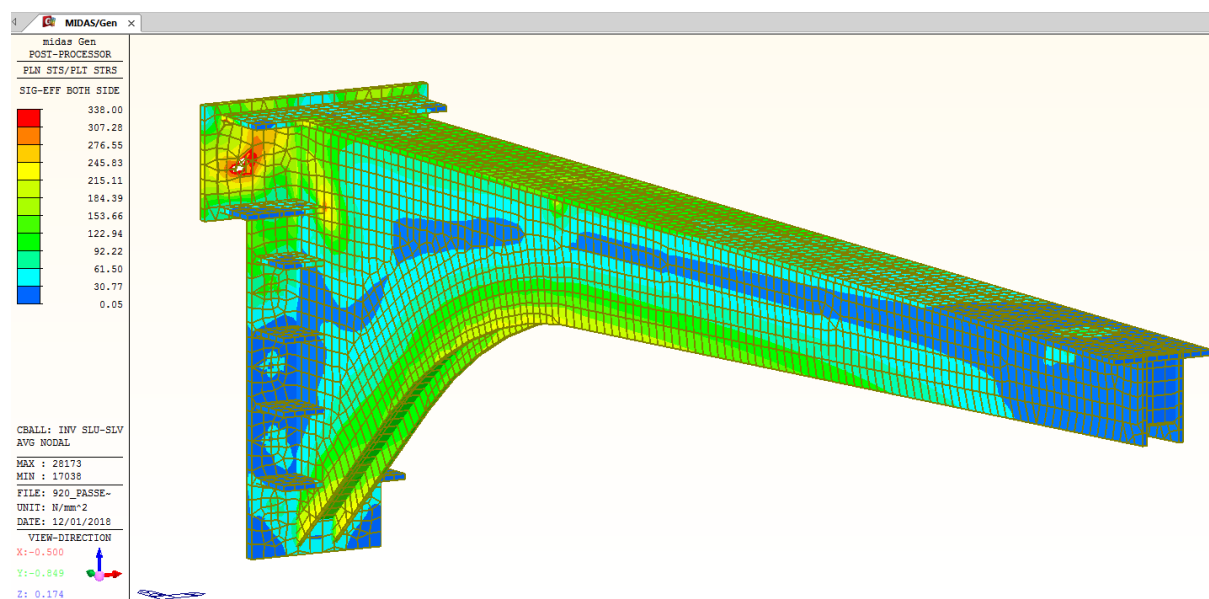 MIDAS/Gen
midas Gen
POST-PROCESSOR
PLN STS/PLT STRS
SIG-EFF BOTH SIDE
338.00
307.28
276.55
245.83
215.11
184.39
153.66
122.94
92.22
61.50
30.77
0.05
CBALL: INV SLU-SLV
AVG NODAL
MAX : 28173
MIN : 17038
FILE: 920_PASSE~
UNIT: N/mm^2
DATE: 12/01/2018
VIEW-DIRECTION
X:-0.500
Y:-0.849
Z: 0.174